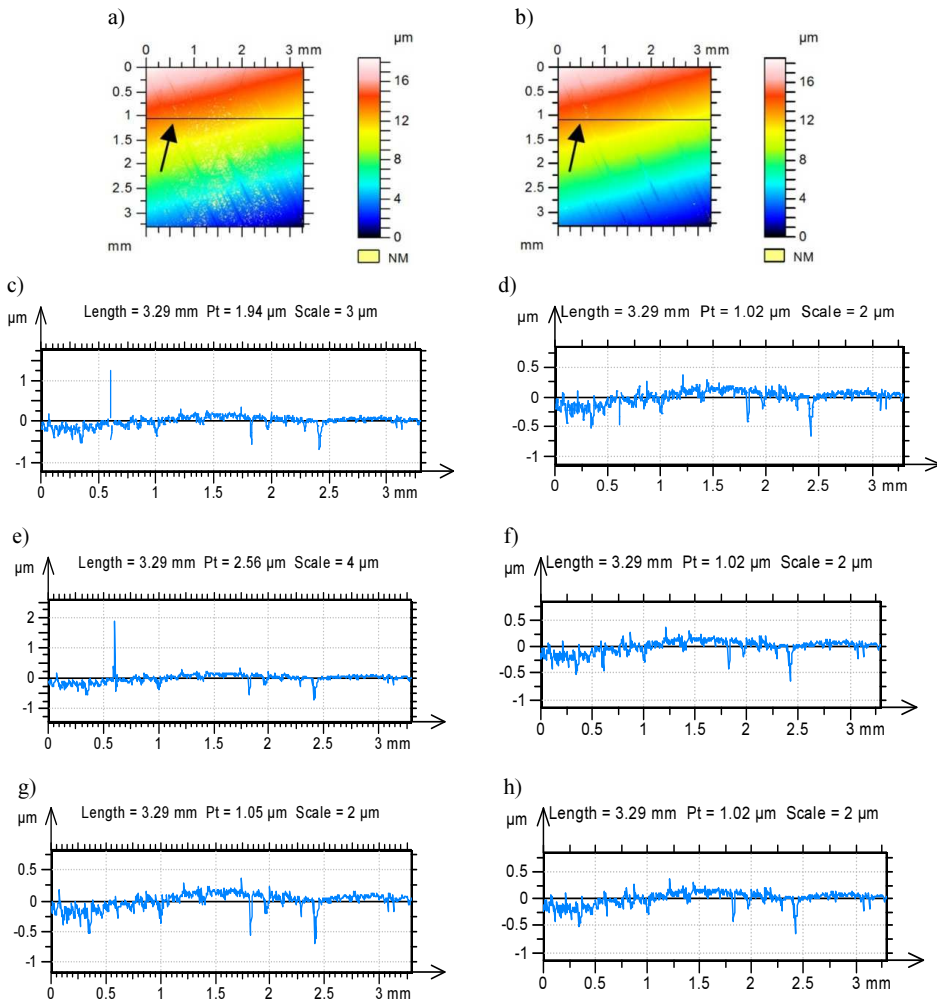 a)
b)
µm
0 1 2 3 mm
0
0.5
1
1.5
2
2.5
3
mm
16
12
8
4
0
NM
µm
0 1 2 3 mm
0
0.5
1
1.5
2
2.5
3
mm
16
12
8
4
0
NM
c)
Length = 3.29 mm Pt = 1.94 µm Scale = 3 µm
µm
1
0
-1
0 0.5 1 1.5 2 2.5 3 mm
d)
Length = 3.29 mm Pt = 1.02 µm Scale = 2 µm
µm
0.5
0
-0.5
-1
0 0.5 1 1.5 2 2.5 3 mm
e)
Length = 3.29 mm Pt = 2.56 µm Scale = 4 µm
µm
2
1
0
-1
0 0.5 1 1.5 2 2.5 3 mm
f)
Length = 3.29 mm Pt = 1.02 µm Scale = 2 µm
µm
0.5
0
-0.5
-1
0 0.5 1 1.5 2 2.5 3 mm
g)
Length = 3.29 mm Pt = 1.05 µm Scale = 2 µm
µm
0.5
0
-0.5
-1
0 0.5 1 1.5 2 2.5 3 mm
h)
Length = 3.29 mm Pt = 1.02 µm Scale = 2 µm
µm
0.5
0
-0.5
-1
0 0.5 1 1.5 2 2.5 3 mm